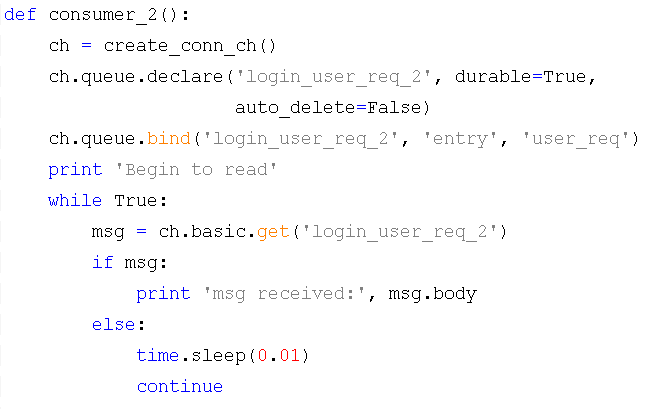 def consumer_2():
    ch = create_conn_ch()
    ch.queue.declare('login_user_req_2', durable=True,
                     auto_delete=False)
    ch.queue.bind('login_user_req_2', 'entry', 'user_req')
    print 'Begin to read'
    while True:
        msg = ch.basic.get('login_user_req_2')
        if msg:
            print 'msg received:', msg.body
        else:
            time.sleep(0.01)
            continue